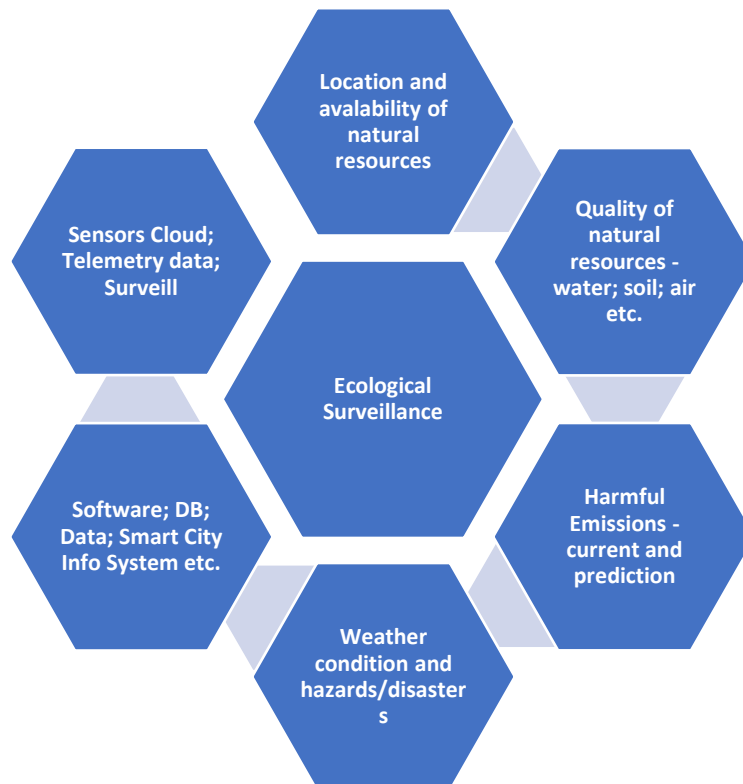 Location and
avalability of
natural
resources
Quality of
natural
resources -
water; soil; air
etc.
Harmful
Emissions -
current and
prediction
Weather
condition and
hazards/disaster
s
Software; DB;
Data; Smart City
Info System etc.
Sensors Cloud;
Telemetry data;
Surveill
Ecological
Surveillance